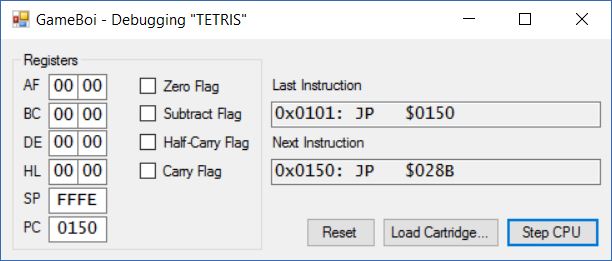 GameBoi - Debugging "TETRIS"
Registers
AF 00 00 Zero Flag
BC 00 00 Subtract Flag
DE 00 00 Half-Carry Flag
HL 00 00 Carry Flag
SP FFFE
PC 0150
Last Instruction
0x0101: JP $0150
Next Instruction
0x0150: JP $028B
Reset Load Cartridge... Step CPU